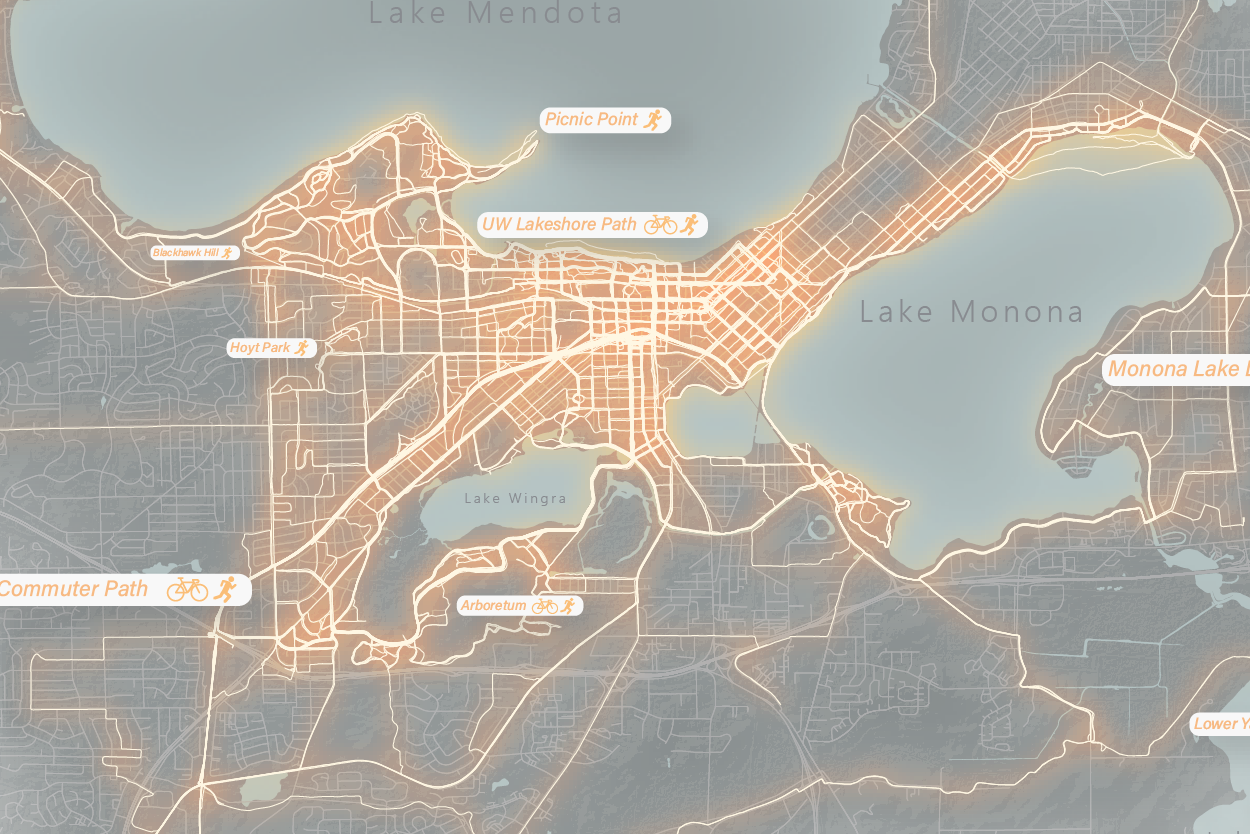 Lake Mendota
Picnic Point
UW Lakeshore Path
Blackhawk Hill
Lake Monona
Hoyt Park
Monona Lake
Lake Wingra
Commuter Path
Arboretum
Lower